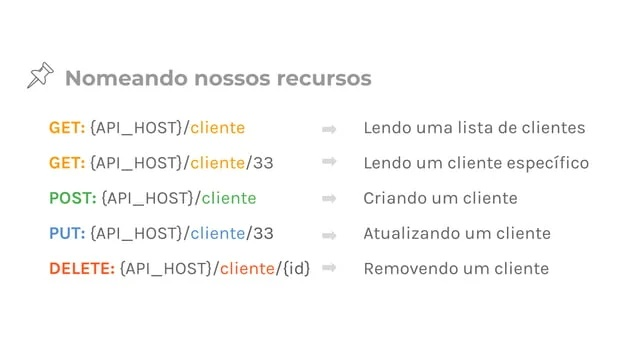 Nomeando nossos recursos
GET: {API_HOST}/cliente ➡ Lendo uma lista de clientes
GET: {API_HOST}/cliente/33 ➡ Lendo um cliente específico
POST: {API_HOST}/cliente ➡ Criando um cliente
PUT: {API_HOST}/cliente/33 ➡ Atualizando um cliente
DELETE: {API_HOST}/cliente/{id} ➡ Removendo um cliente